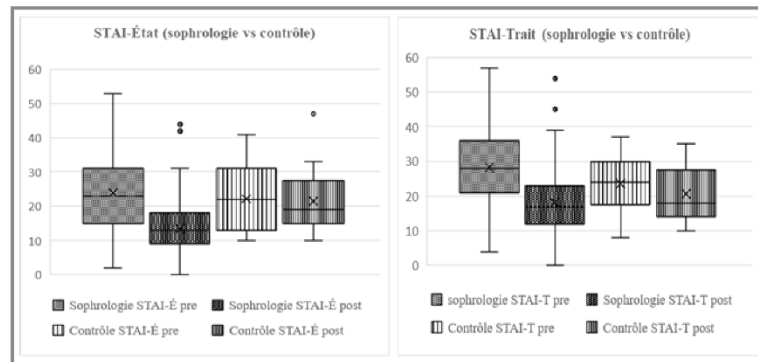 STAI-État (sophrologie vs contrôle)
60
50
40
30
20
10
0
Sophrologie STAI-É pre
Sophrologie STAI-É post
Contrôle STAI-É pre
Contrôle STAI-É post
STAI-Trait (sophrologie vs contrôle)
60
50
40
30
20
10
0
sophrologie STAI-T pre
Sophrologie STAI-T post
Contrôle STAI-T pre
Contrôle STAI-T post